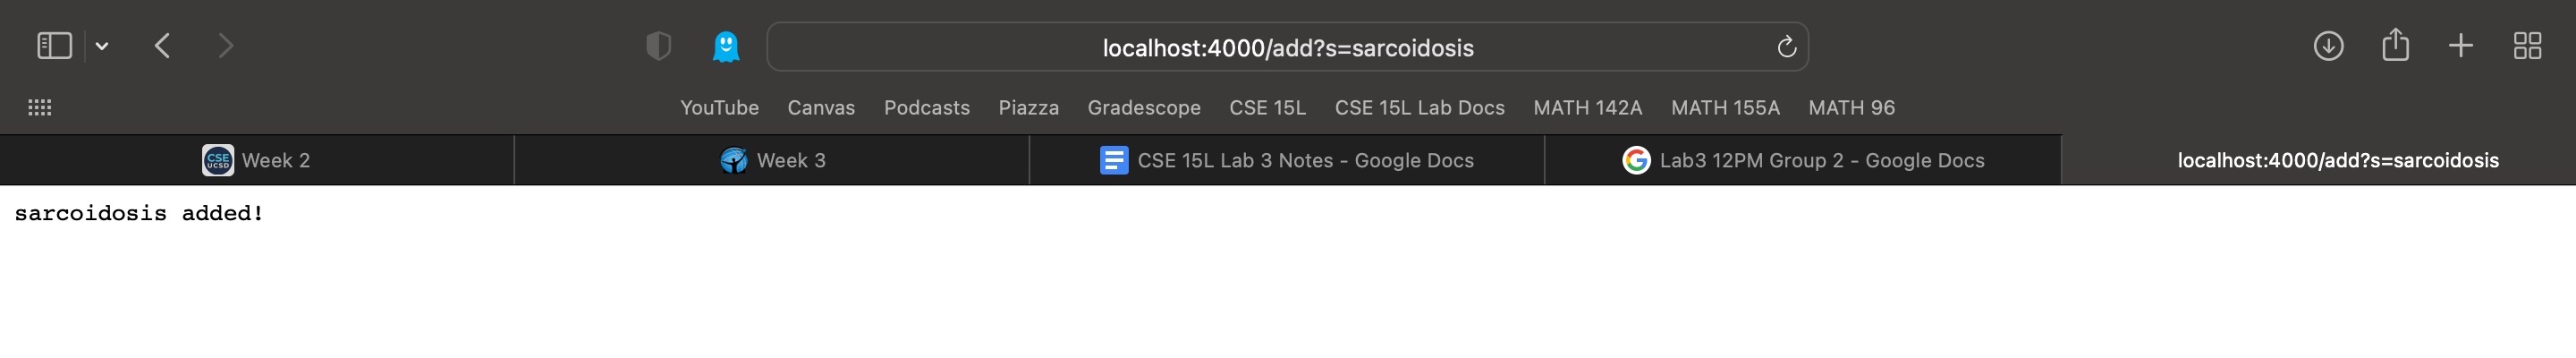 localhost:4000/add?s=sarcoidosis
YouTube Canvas Podcasts Piazza Gradescope CSE 15L CSE 15L Lab Docs MATH 142A MATH 155A MATH 96
CSE UCSD Week 2 Week 3 CSE 15L Lab 3 Notes - Google Docs Lab3 12PM Group 2 - Google Docs localhost:4000/add?s=sarcoidosis
sarcoidosis added!